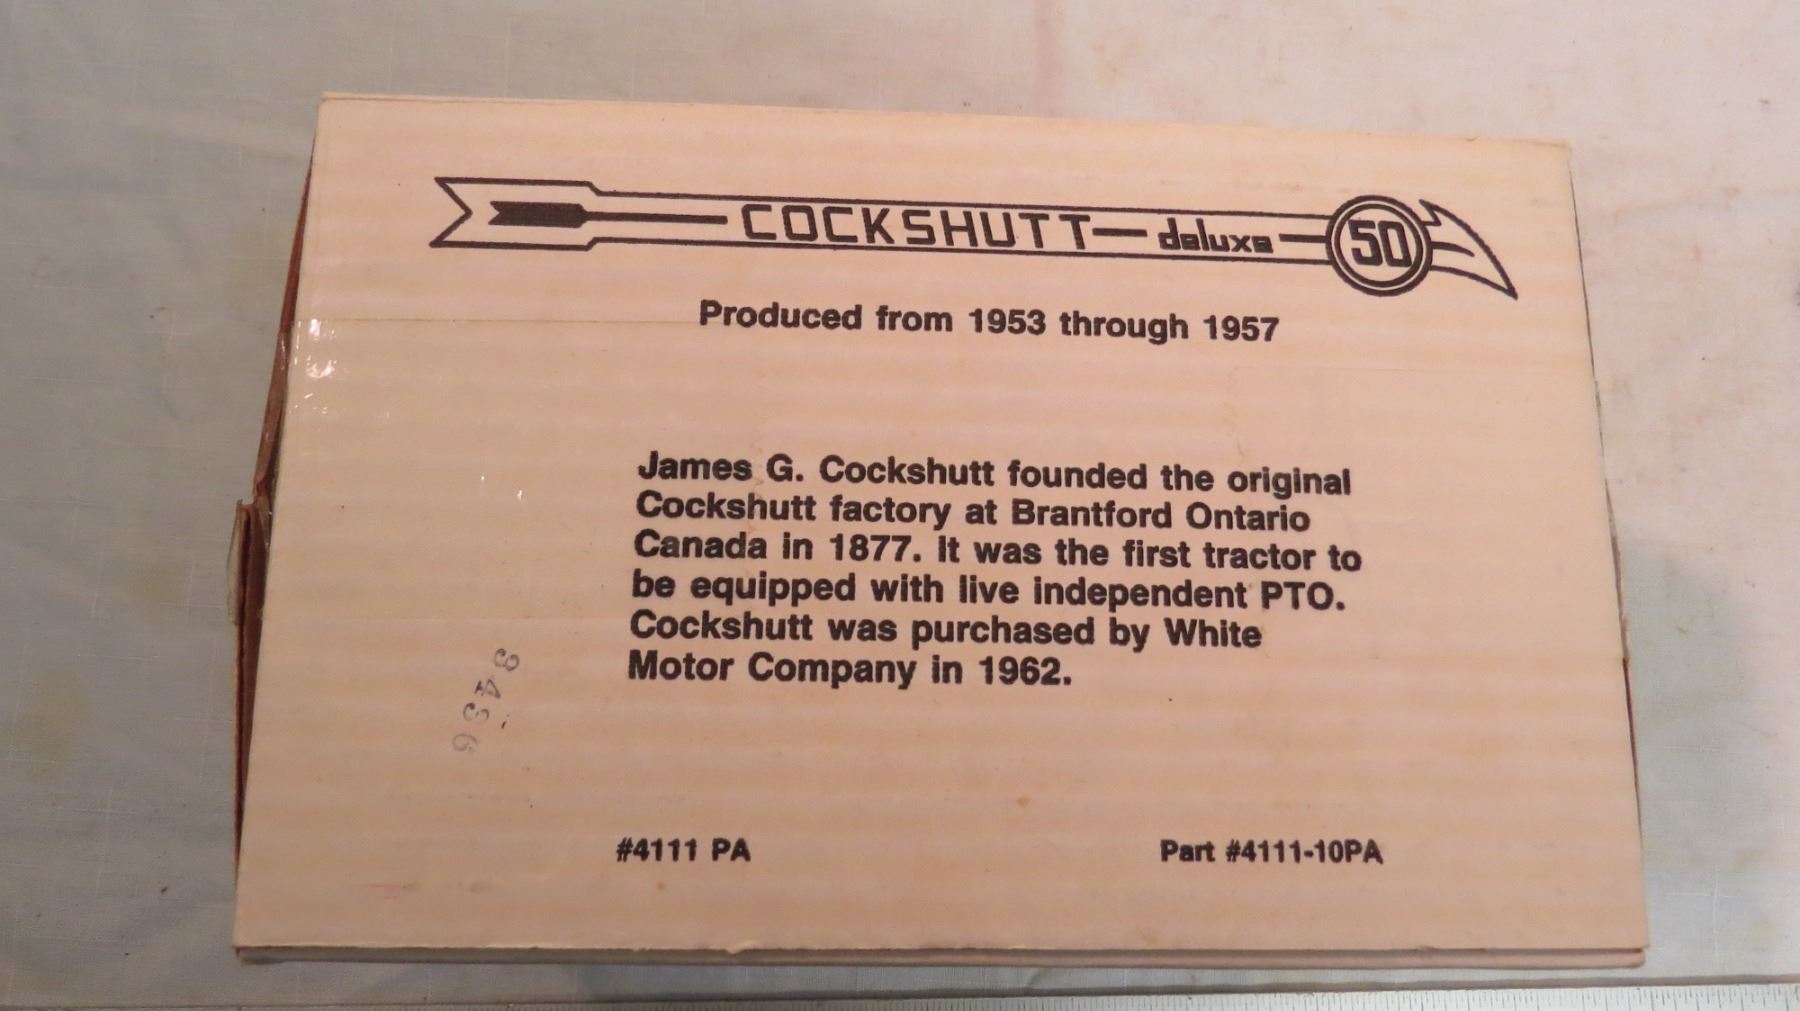 COCKSHUTT deluxe 50
Produced from 1953 through 1957
James G. Cockshutt founded the original
Cockshutt factory at Brantford Ontario
Canada in 1877. It was the first tractor to
be equipped with live independent PTO.
Cockshutt was purchased by White
Motor Company in 1962.
#4111 PA
Part #4111-10PA